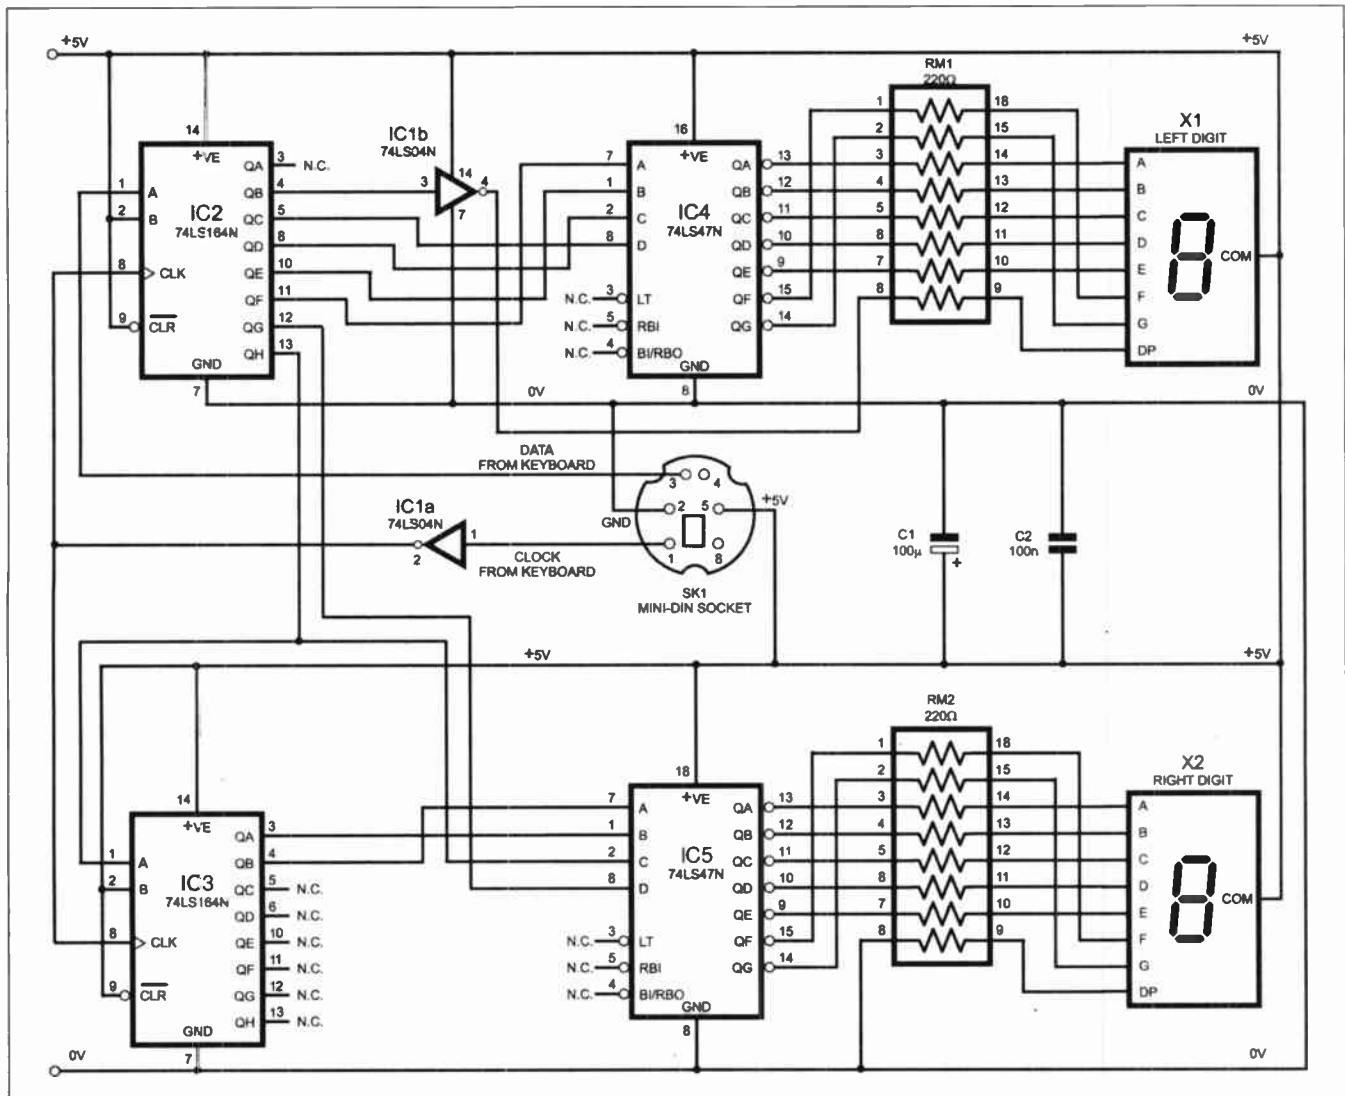 +5V
+5V
RM1
220Ω
IC1b
74LS04N
X1
LEFT DIGIT
14
+VE
QA 3 N.C.
1 A
QB 4
2 B
IC2
74LS164N
QC 5
QD 8
8 CLK
QE 10
QF 11
9 CLR
QG 12
QH 13
GND
7
3
14
4
7
16
+VE
7 A
1 B
2 C
8 D
IC4
74LS47N
QA 13
QB 12
QC 11
QD 10
QE 9
QF 15
QG 14
N.C. 3 LT
N.C. 5 RBI
N.C. 4 BI/RBO
GND
8
1 18
2 15
3 14
4 13
5 12
8 11
7 10
8 9
A
B
C
D
E
F
G
DP
COM
0V
0V
DATA
FROM KEYBOARD
3
4
2
5
1
8
GND
+5V
IC1a
74LS04N
2
1
CLOCK
FROM KEYBOARD
SK1
MINI-DIN SOCKET
C1
100µ
+
C2
100n
+5V
+5V
RM2
220Ω
X2
RIGHT DIGIT
14
+VE
QA 3
1 A
QB 4
2 B
IC3
74LS164N
QC 5 N.C.
QD 6 N.C.
8 CLK
QE 10 N.C.
QF 11 N.C.
9 CLR
QG 12 N.C.
QH 13 N.C.
GND
7
18
+VE
7 A
1 B
2 C
8 D
IC5
74LS47N
QA 13
QB 12
QC 11
QD 10
QE 9
QF 15
QG 14
N.C. 3 LT
N.C. 5 RBI
N.C. 4 BI/RBO
GND
8
1 18
2 15
3 14
4 13
5 12
8 11
7 10
8 9
A
B
C
D
E
F
G
DP
COM
0V
0V